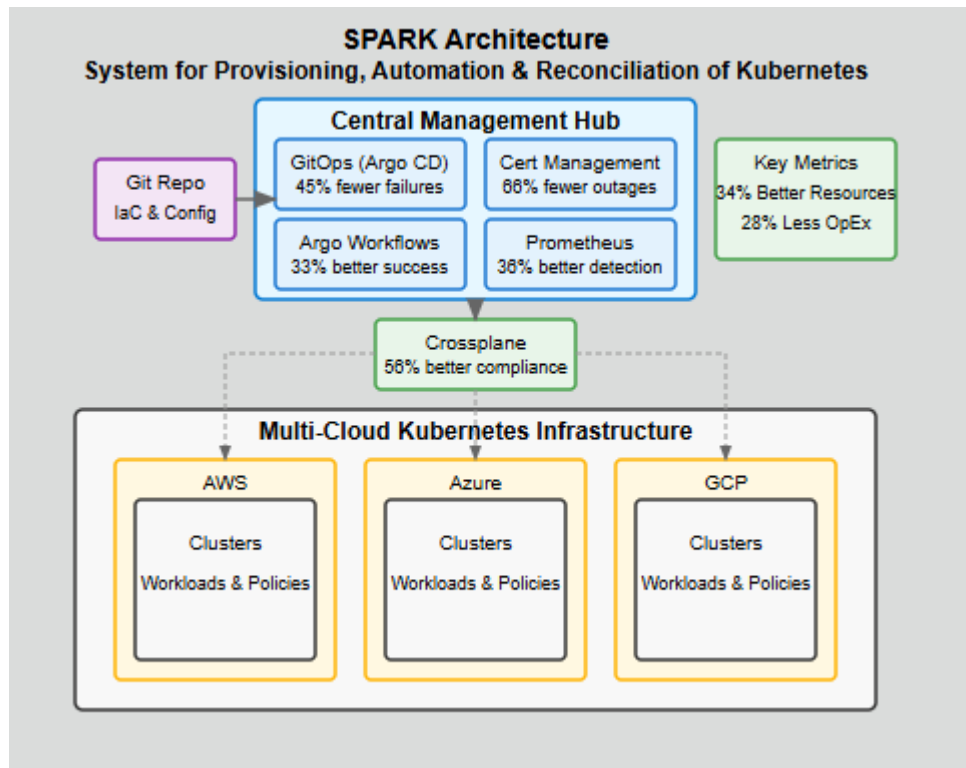 SPARK Architecture
System for Provisioning, Automation & Reconciliation of Kubernetes
Central Management Hub
Git Repo
IaC & Config
GitOps (Argo CD)
45% fewer failures
Cert Management
66% fewer outages
Argo Workflows
33% better success
Prometheus
36% better detection
Key Metrics
34% Better Resources
28% Less OpEx
Crossplane
56% better compliance
Multi-Cloud Kubernetes Infrastructure
AWS
Clusters
Workloads & Policies
Azure
Clusters
Workloads & Policies
GCP
Clusters
Workloads & Policies